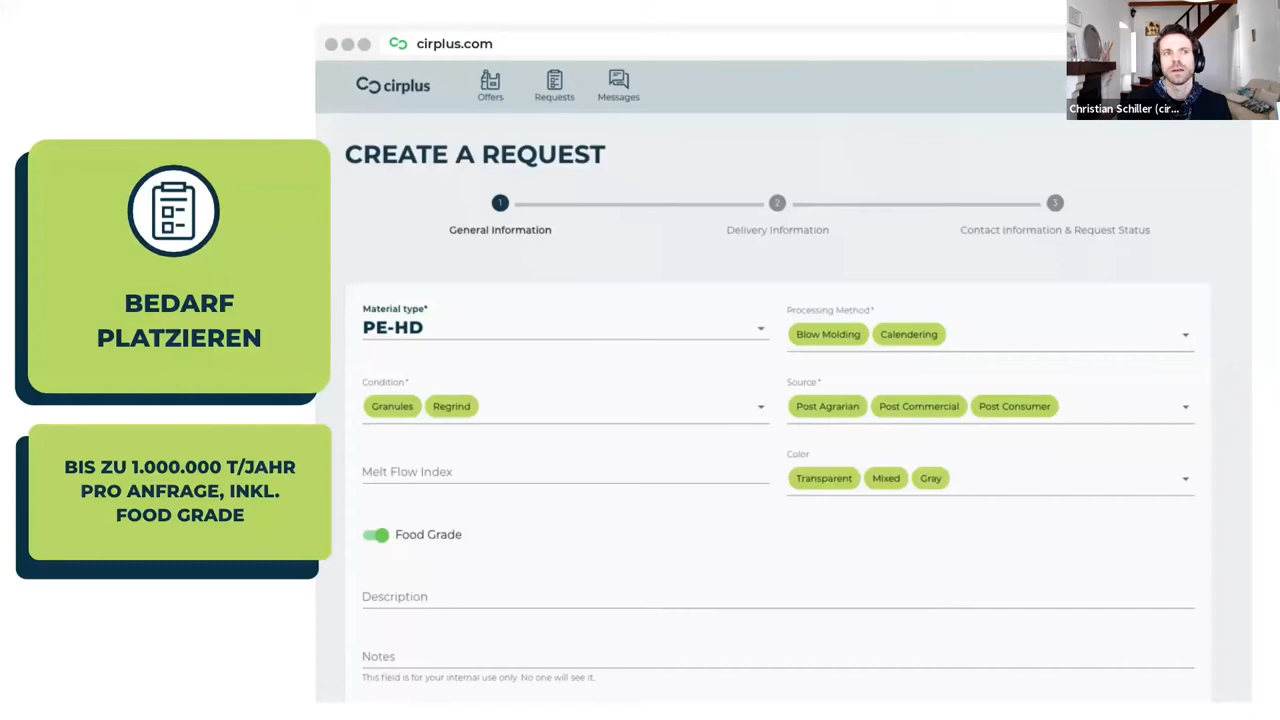 cirplus.com
cirplus
Offers
Requests
Messages
Christian Schiller (cir...
CREATE A REQUEST
1
2
3
General Information
Delivery Information
Contact Information & Request Status
BEDARF
PLATZIEREN
BIS ZU 1.000.000 T/JAHR
PRO ANFRAGE, INKL.
FOOD GRADE
Material type*
PE-HD
Processing Method*
Blow Molding
Calendering
Condition*
Granules
Regrind
Source*
Post Agrarian
Post Commercial
Post Consumer
Melt Flow Index
Color
Transparent
Mixed
Gray
Food Grade
Description
Notes
This field is for your internal use only. No one will see it.